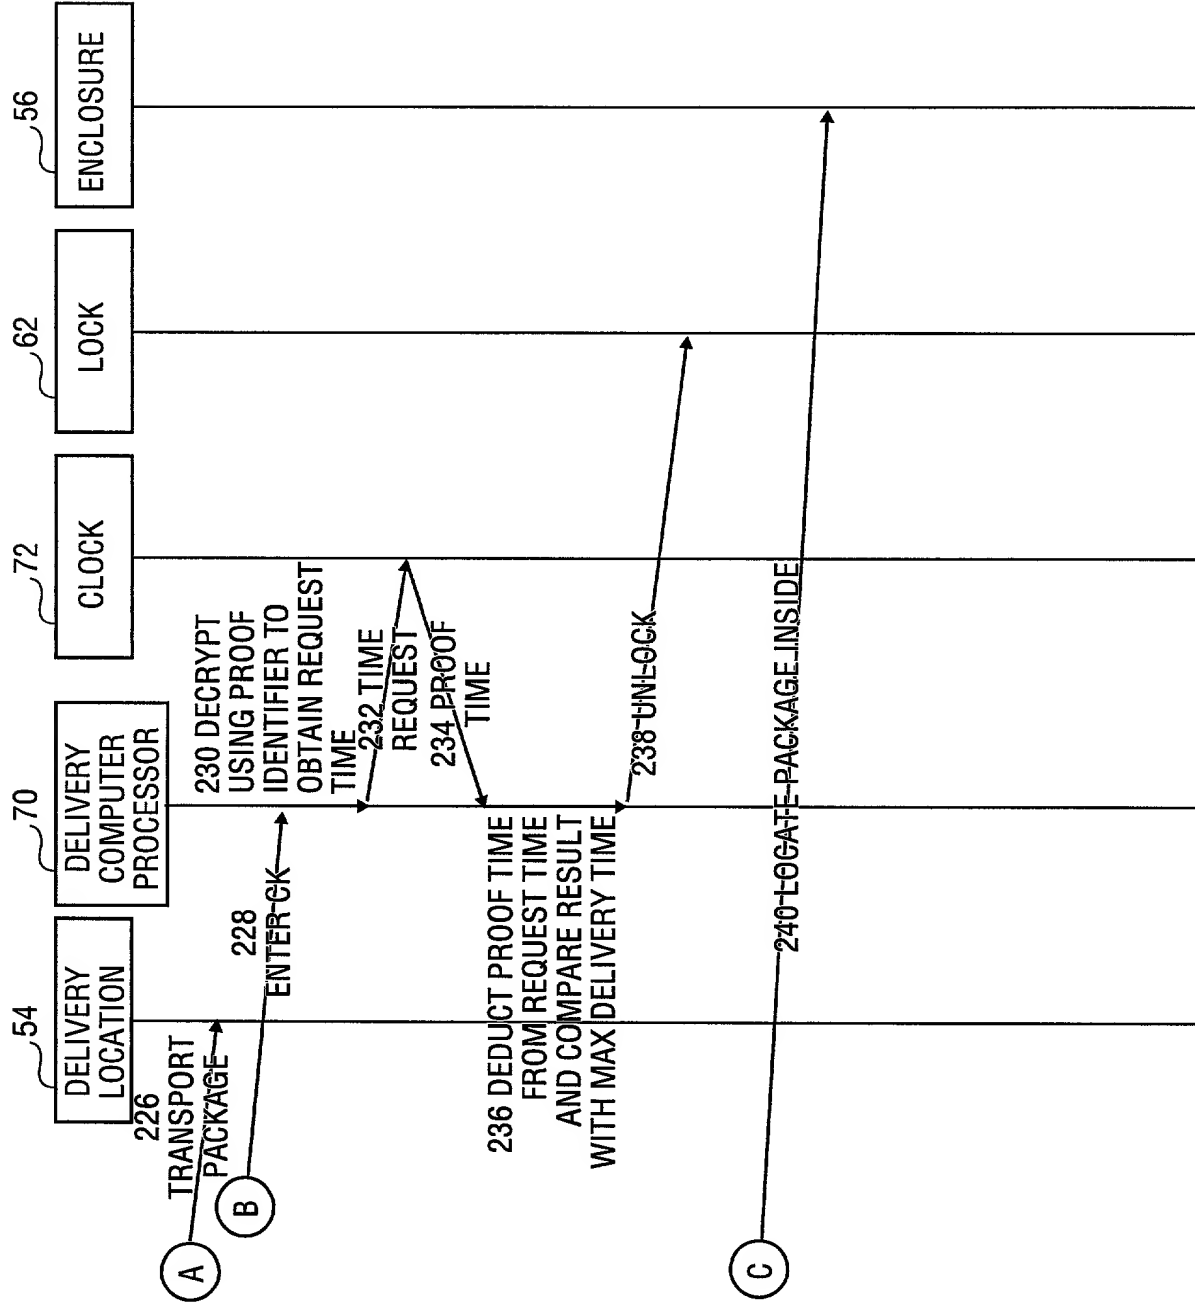 54
DELIVERY
LOCATION
70
DELIVERY
COMPUTER
PROCESSOR
72
CLOCK
62
LOCK
56
ENCLOSURE
A
226
TRANSPORT
PACKAGE
B
228
ENTER CK
230 DECRYPT
USING PROOF
IDENTIFIER TO
OBTAIN REQUEST
TIME
232 TIME
REQUEST
234 PROOF
TIME
236 DEDUCT PROOF TIME
FROM REQUEST TIME
AND COMPARE RESULT
WITH MAX DELIVERY TIME
238 UNLOCK
C
240 LOCATE PACKAGE INSIDE